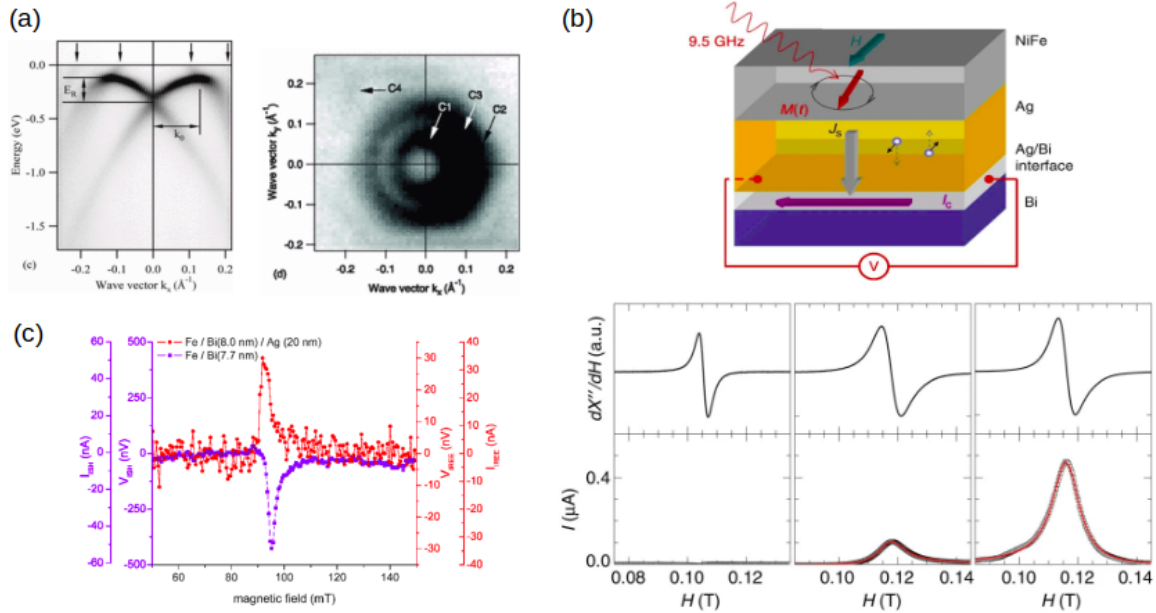 (a)
0.0
-0.5
-1.0
-1.5
Energy (eV)
E_R
k_0
(c)
-0.2 -0.1 0.0 0.1 0.2
Wave vector k_x (Å⁻¹)
0.2
0.1
0.0
-0.1
-0.2
Wave vector k_y (Å⁻¹)
C4
C1
C3
C2
(d)
-0.2 -0.1 0.0 0.1 0.2
Wave vector k_x (Å⁻¹)
(b)
9.5 GHz
H
M(t)
J_S
I_C
V
NiFe
Ag
Ag/Bi
interface
Bi
dX''/dH (a.u.)
I (μA)
0.4
0.0
0.08 0.10 0.12
0.10 0.12 0.14
0.10 0.12 0.14
H (T)
H (T)
H (T)
(c)
Fe / Bi(8.0 nm) / Ag (20 nm)
Fe / Bi(7.7 nm)
I_ISH (nA)
60
40
20
0
-20
-40
-60
V_ISH (nV)
500
250
0
-250
-500
V_IREE (nV)
30
20
10
0
-10
-20
-30
I_IREE (nA)
60
40
20
0
-20
-40
-60
60 80 100 120 140
magnetic field (mT)